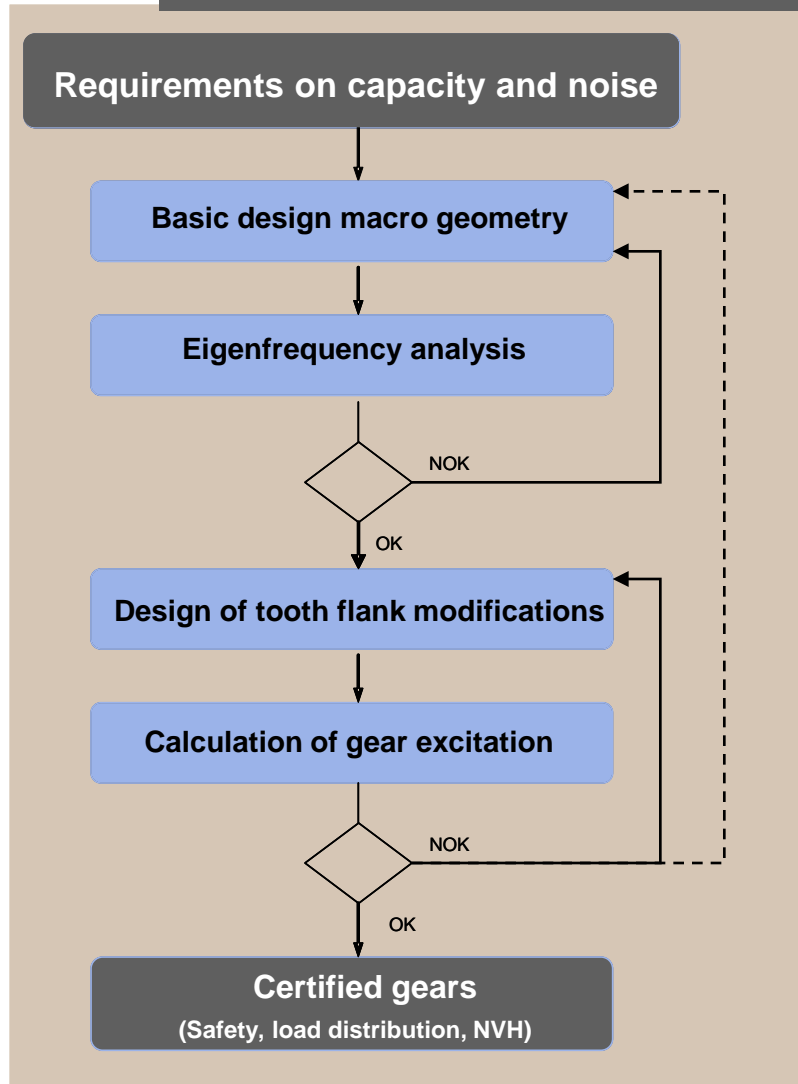 Requirements on capacity and noise
Basic design macro geometry
Eigenfrequency analysis
NOK
OK
Design of tooth flank modifications
Calculation of gear excitation
NOK
OK
Certified gears
(Safety, load distribution, NVH)